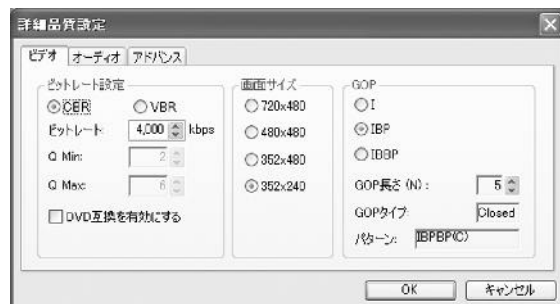 詳細品質設定
ビデオ オーディオ アドバンス
ビットレート設定
CBR VBR
ビットレート: 4,000 kbps
Q Min: 2
Q Max: 6
DVD互換を有効にする
画面サイズ
720x480
480x480
352x480
352x240
GOP
I
IBP
IBBP
GOP長さ (N) : 5
GOPタイプ: Closed
パターン: IBPBP(C)
OK キャンセル